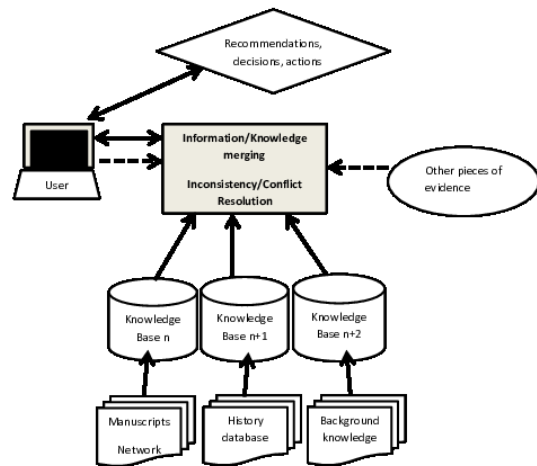 Recommendations,
decisions, actions
Information/Knowledge
merging
Inconsistency/Conflict
Resolution
User
Other pieces of
evidence
Knowledge
Base n
Knowledge
Base n+1
Knowledge
Base n+2
Manuscripts
Network
History
database
Background
knowledge